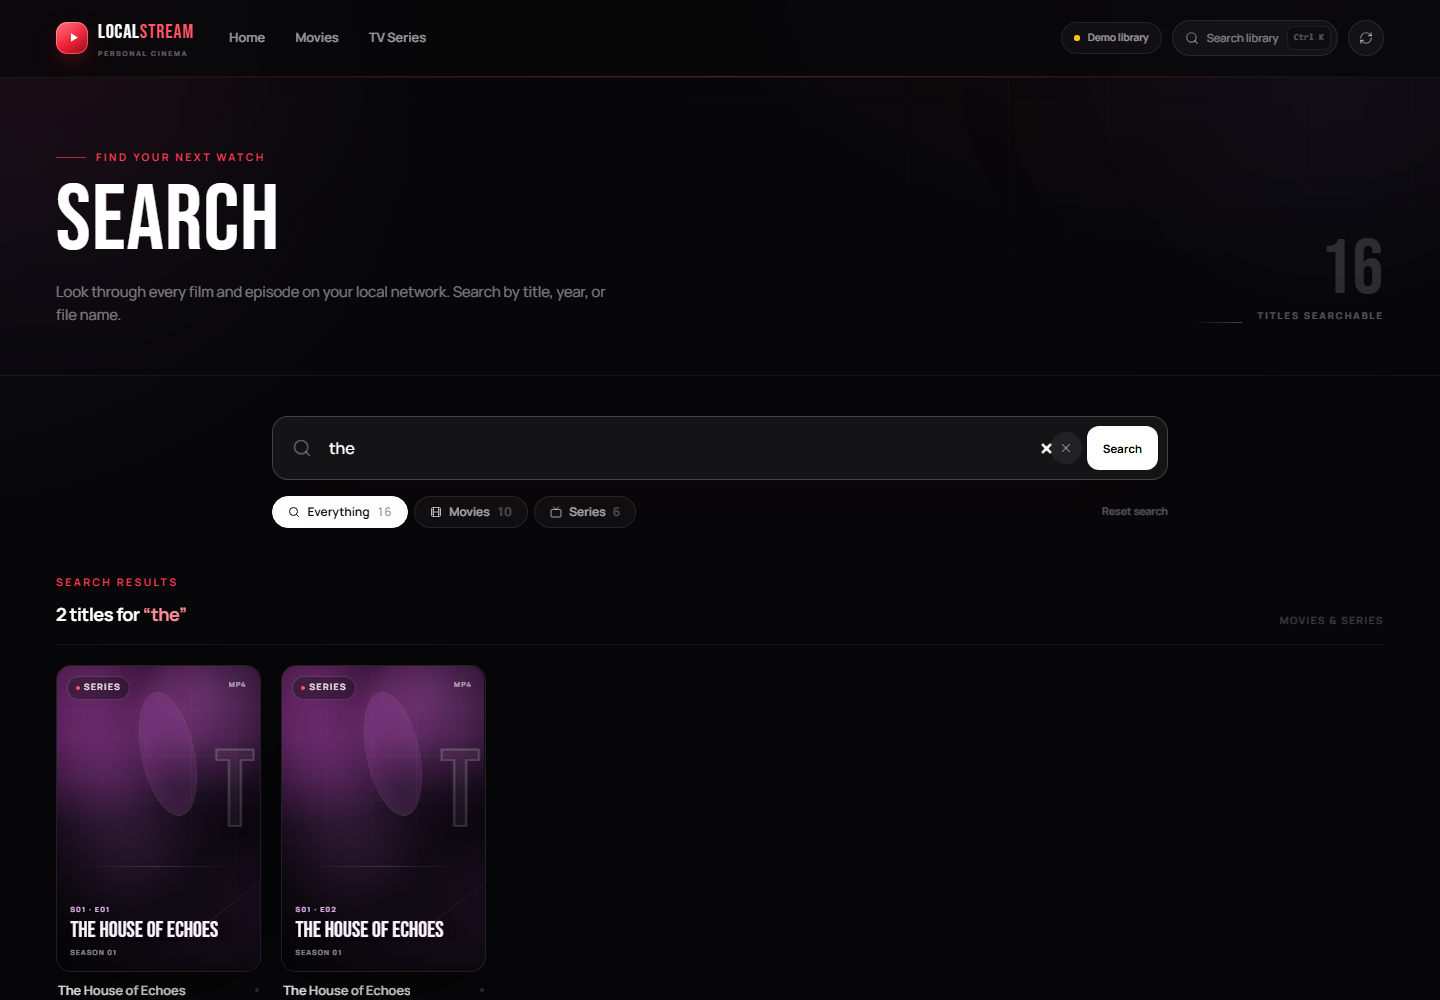 LOCALSTREAM
PERSONAL CINEMA
Home
Movies
TV Series
Demo library
Search library
Ctrl K
FIND YOUR NEXT WATCH
SEARCH
Look through every film and episode on your local network. Search by title, year, or
file name.
16
TITLES SEARCHABLE
the
Search
Everything 16
Movies 10
Series 6
Reset search
SEARCH RESULTS
2 titles for “the”
MOVIES & SERIES
SERIES
MP4
T
S01 · E01
THE HOUSE OF ECHOES
SEASON 01
The House of Echoes
SERIES
MP4
T
S01 · E02
THE HOUSE OF ECHOES
SEASON 01
The House of Echoes